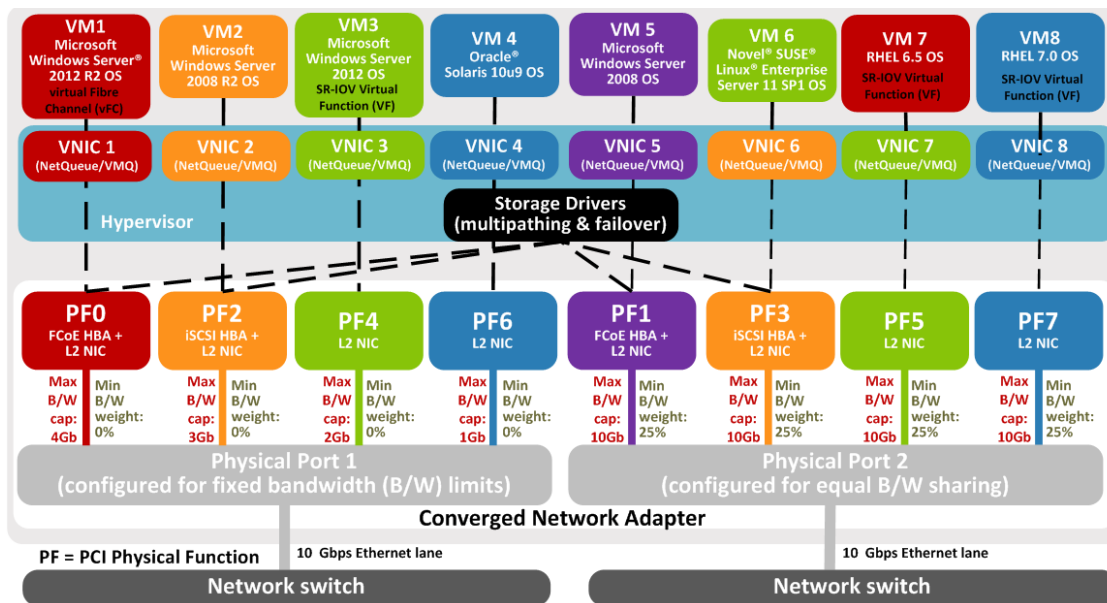 VM1
Microsoft
Windows Server®
2012 R2 OS
virtual Fibre
Channel (vFC)
VM2
Microsoft
Windows Server
2008 R2 OS
VM3
Microsoft
Windows Server
2012 OS
SR-IOV Virtual
Function (VF)
VM 4
Oracle®
Solaris 10u9 OS
VM 5
Microsoft
Windows Server
2008 OS
VM 6
Novel® SUSE®
Linux® Enterprise
Server 11 SP1 OS
VM 7
RHEL 6.5 OS
SR-IOV Virtual
Function (VF)
VM8
RHEL 7.0 OS
SR-IOV Virtual
Function (VF)
VNIC 1
(NetQueue/VMQ)
VNIC 2
(NetQueue/VMQ)
VNIC 3
(NetQueue/VMQ)
VNIC 4
(NetQueue/VMQ)
VNIC 5
(NetQueue/VMQ)
VNIC 6
(NetQueue/VMQ)
VNIC 7
(NetQueue/VMQ)
VNIC 8
(NetQueue/VMQ)
Hypervisor
Storage Drivers
(multipathing & failover)
PF0
FCoE HBA +
L2 NIC
PF2
iSCSI HBA +
L2 NIC
PF4
L2 NIC
PF6
L2 NIC
PF1
FCoE HBA +
L2 NIC
PF3
iSCSI HBA +
L2 NIC
PF5
L2 NIC
PF7
L2 NIC
Max
B/W
cap:
4Gb
Min
B/W
weight:
0%
Max
B/W
cap:
3Gb
Min
B/W
weight:
0%
Max
B/W
cap:
2Gb
Min
B/W
weight:
0%
Max
B/W
cap:
1Gb
Min
B/W
weight:
0%
Max
B/W
cap:
10Gb
Min
B/W
weight:
25%
Max
B/W
cap:
10Gb
Min
B/W
weight:
25%
Max
B/W
cap:
10Gb
Min
B/W
weight:
25%
Max
B/W
cap:
10Gb
Min
B/W
weight:
25%
Physical Port 1
(configured for fixed bandwidth (B/W) limits)
Physical Port 2
(configured for equal B/W sharing)
Converged Network Adapter
PF = PCI Physical Function
10 Gbps Ethernet lane
10 Gbps Ethernet lane
Network switch
Network switch